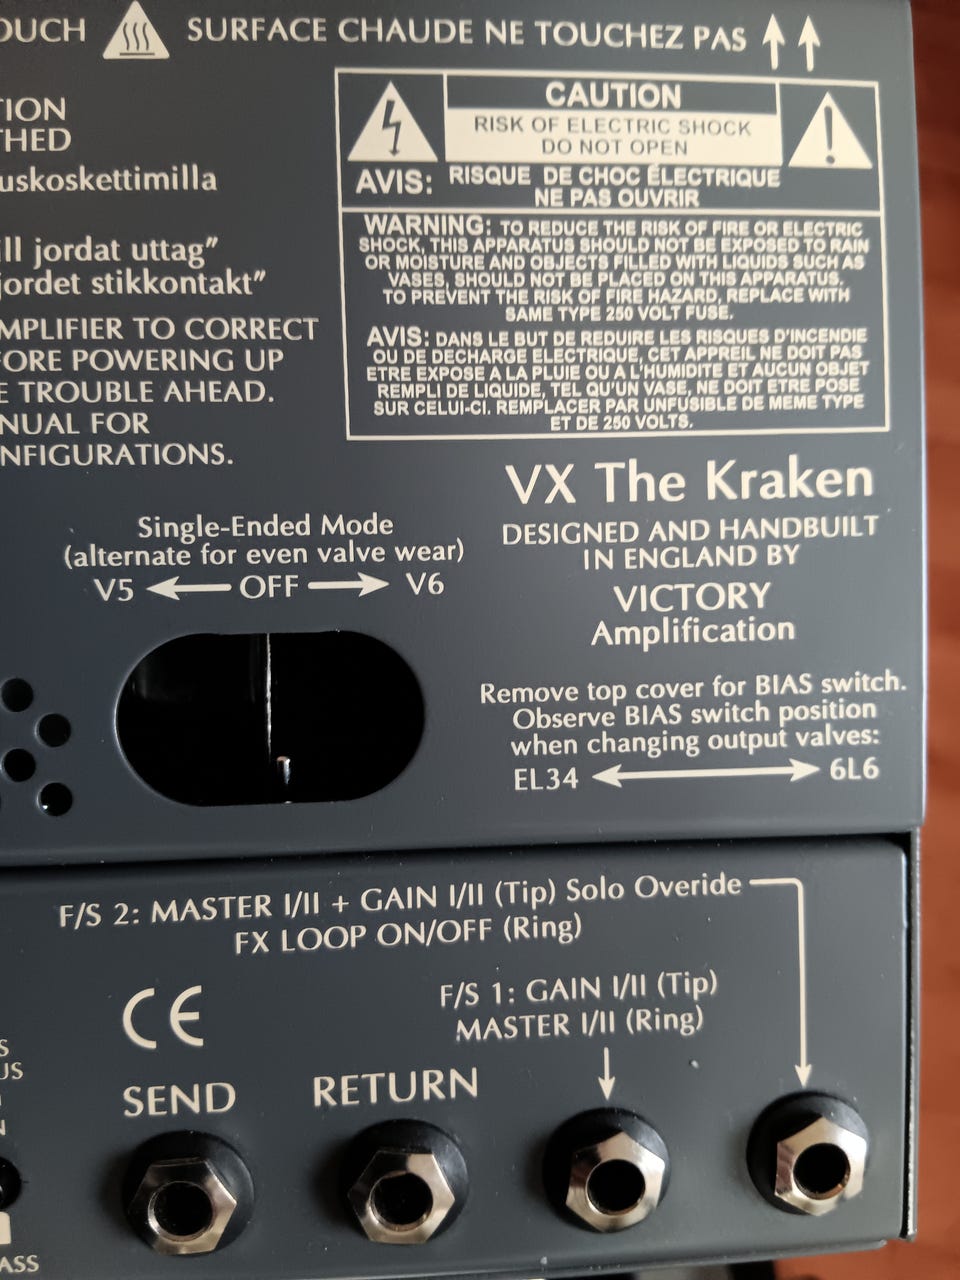 OUCH SURFACE CHAUDE NE TOUCHEZ PAS
TION
THED
uskoskettimilla
ill jordat uttag”
jordet stikkontakt”
MPLIFIER TO CORRECT
FORE POWERING UP
E TROUBLE AHEAD.
NUAL FOR
NFIGURATIONS.
CAUTION
RISK OF ELECTRIC SHOCK
DO NOT OPEN
AVIS: RISQUE DE CHOC ÉLECTRIQUE
NE PAS OUVRIR
WARNING: TO REDUCE THE RISK OF FIRE OR ELECTRIC
SHOCK, THIS APPARATUS SHOULD NOT BE EXPOSED TO RAIN
OR MOISTURE AND OBJECTS FILLED WITH LIQUIDS SUCH AS
VASES, SHOULD NOT BE PLACED ON THIS APPARATUS.
TO PREVENT THE RISK OF FIRE HAZARD, REPLACE WITH
SAME TYPE 250 VOLT FUSE.
AVIS: DANS LE BUT DE REDUIRE LES RISQUES D'INCENDIE
OU DE DECHARGE ELECTRIQUE, CET APPREIL NE DOIT PAS
ETRE EXPOSE A LA PLUIE OU A L'HUMIDITE ET AUCUN OBJET
REMPLI DE LIQUIDE, TEL QU'UN VASE, NE DOIT ETRE POSE
SUR CELUI-CI. REMPLACER PAR UNFUSIBLE DE MEME TYPE
ET DE 250 VOLTS.
VX The Kraken
DESIGNED AND HANDBUILT
IN ENGLAND BY
VICTORY
Amplification
Single-Ended Mode
(alternate for even valve wear)
V5 OFF V6
Remove top cover for BIAS switch.
Observe BIAS switch position
when changing output valves:
EL34 6L6
F/S 2: MASTER I/II + GAIN I/II (Tip) Solo Overide
FX LOOP ON/OFF (Ring)
F/S 1: GAIN I/II (Tip)
MASTER I/II (Ring)
CE
SEND
RETURN
S
US
N
ASS